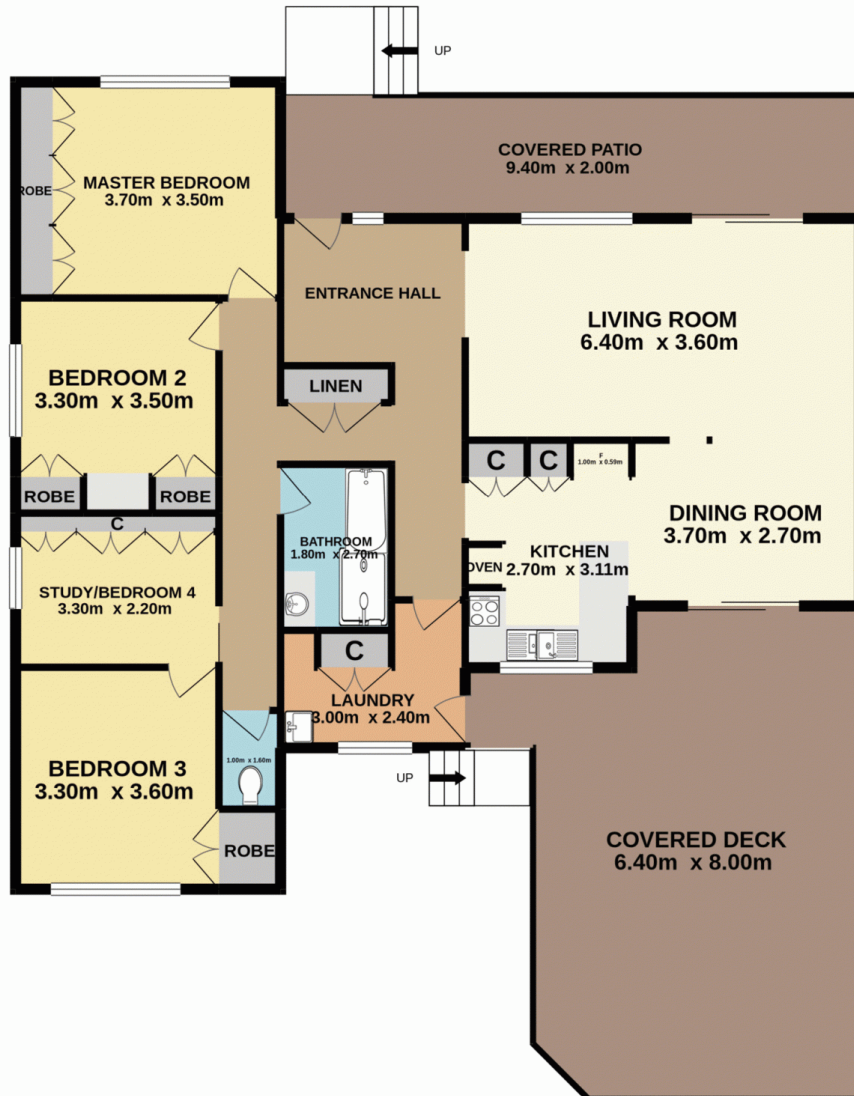 UP
COVERED PATIO
9.40m x 2.00m
ROBE
MASTER BEDROOM
3.70m x 3.50m
ENTRANCE HALL
LIVING ROOM
6.40m x 3.60m
BEDROOM 2
3.30m x 3.50m
LINEN
ROBE
ROBE
C
C
F
1.00m x 0.59m
DINING ROOM
3.70m x 2.70m
C
BATHROOM
1.80m x 2.70m
KITCHEN
2.70m x 3.11m
OVEN
STUDY/BEDROOM 4
3.30m x 2.20m
C
LAUNDRY
3.00m x 2.40m
BEDROOM 3
3.30m x 3.60m
1.00m x 1.60m
UP
ROBE
COVERED DECK
6.40m x 8.00m